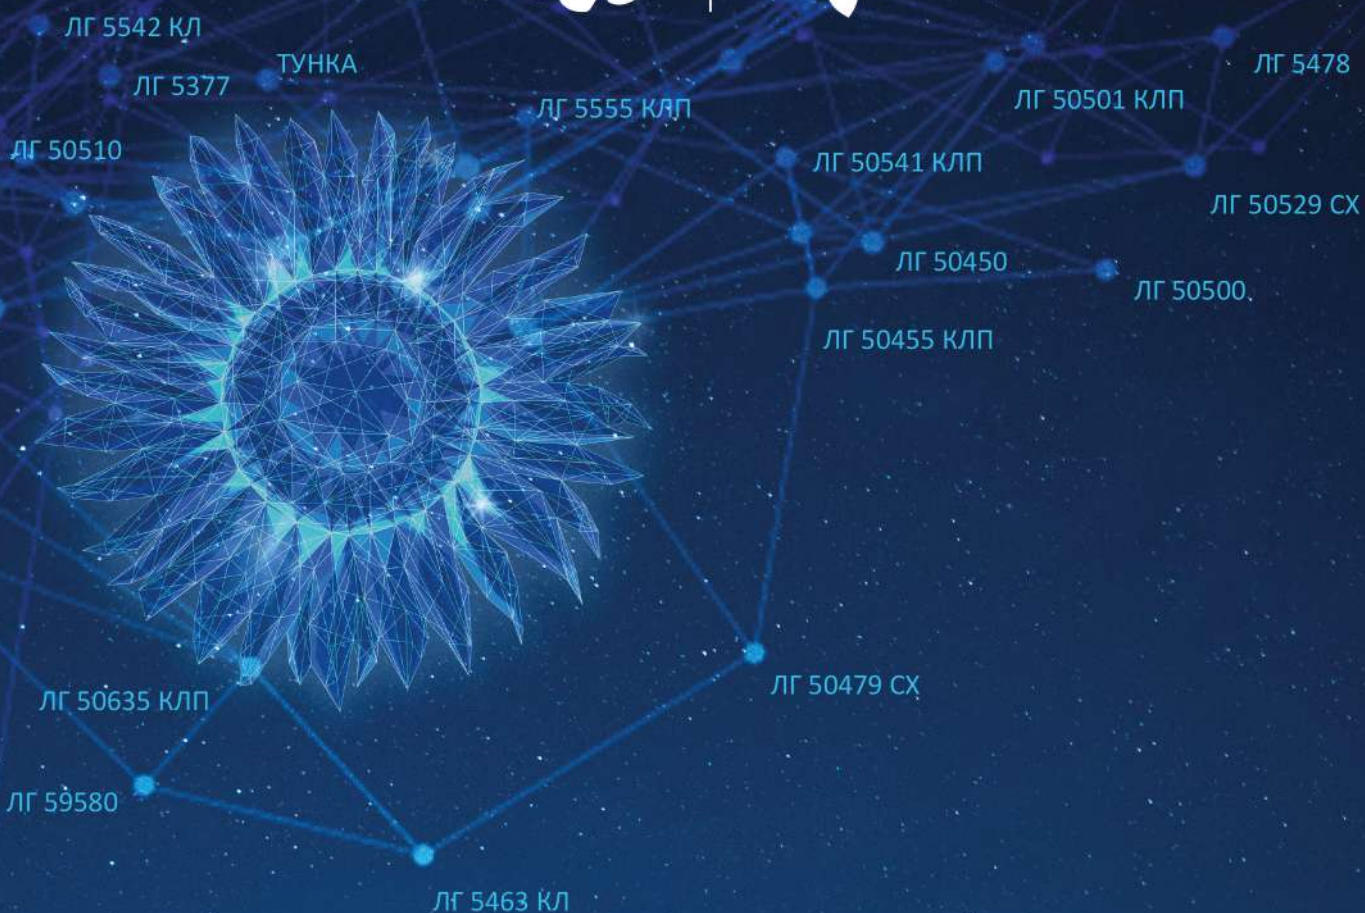 ЛГ 5542 КЛ
ТУНКА
ЛГ 5377
ЛГ 5478
ЛГ 5555 КЛП
ЛГ 50501 КЛП
ЛГ 50510
ЛГ 50541 КЛП
ЛГ 50529 СХ
ЛГ 50450
ЛГ 50500
ЛГ 50455 КЛП
ЛГ 50479 СХ
ЛГ 50635 КЛП
ЛГ 59580
ЛГ 5463 КЛ